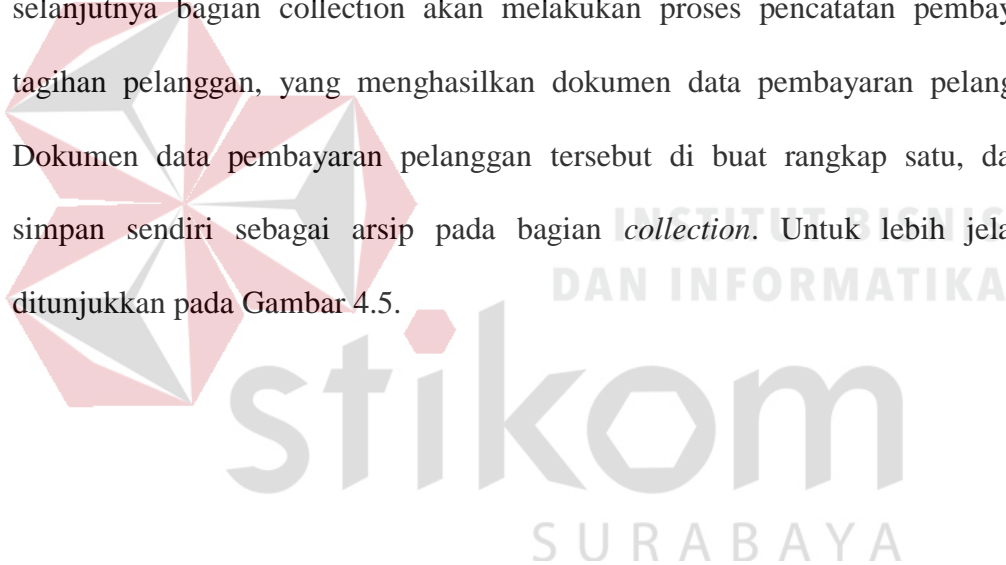 selanjutnya bagian collection akan melakukan proses pencatatan pembay
tagihan pelanggan, yang menghasilkan dokumen data pembayaran pelang
Dokumen data pembayaran pelanggan tersebut di buat rangkap satu, da
simpan sendiri sebagai arsip pada bagian collection. Untuk lebih jela
INSTITUT BISNIS
ditunjukkan pada Gambar 4.5.
DAN INFORMATIKA
stikom
SURABAYA